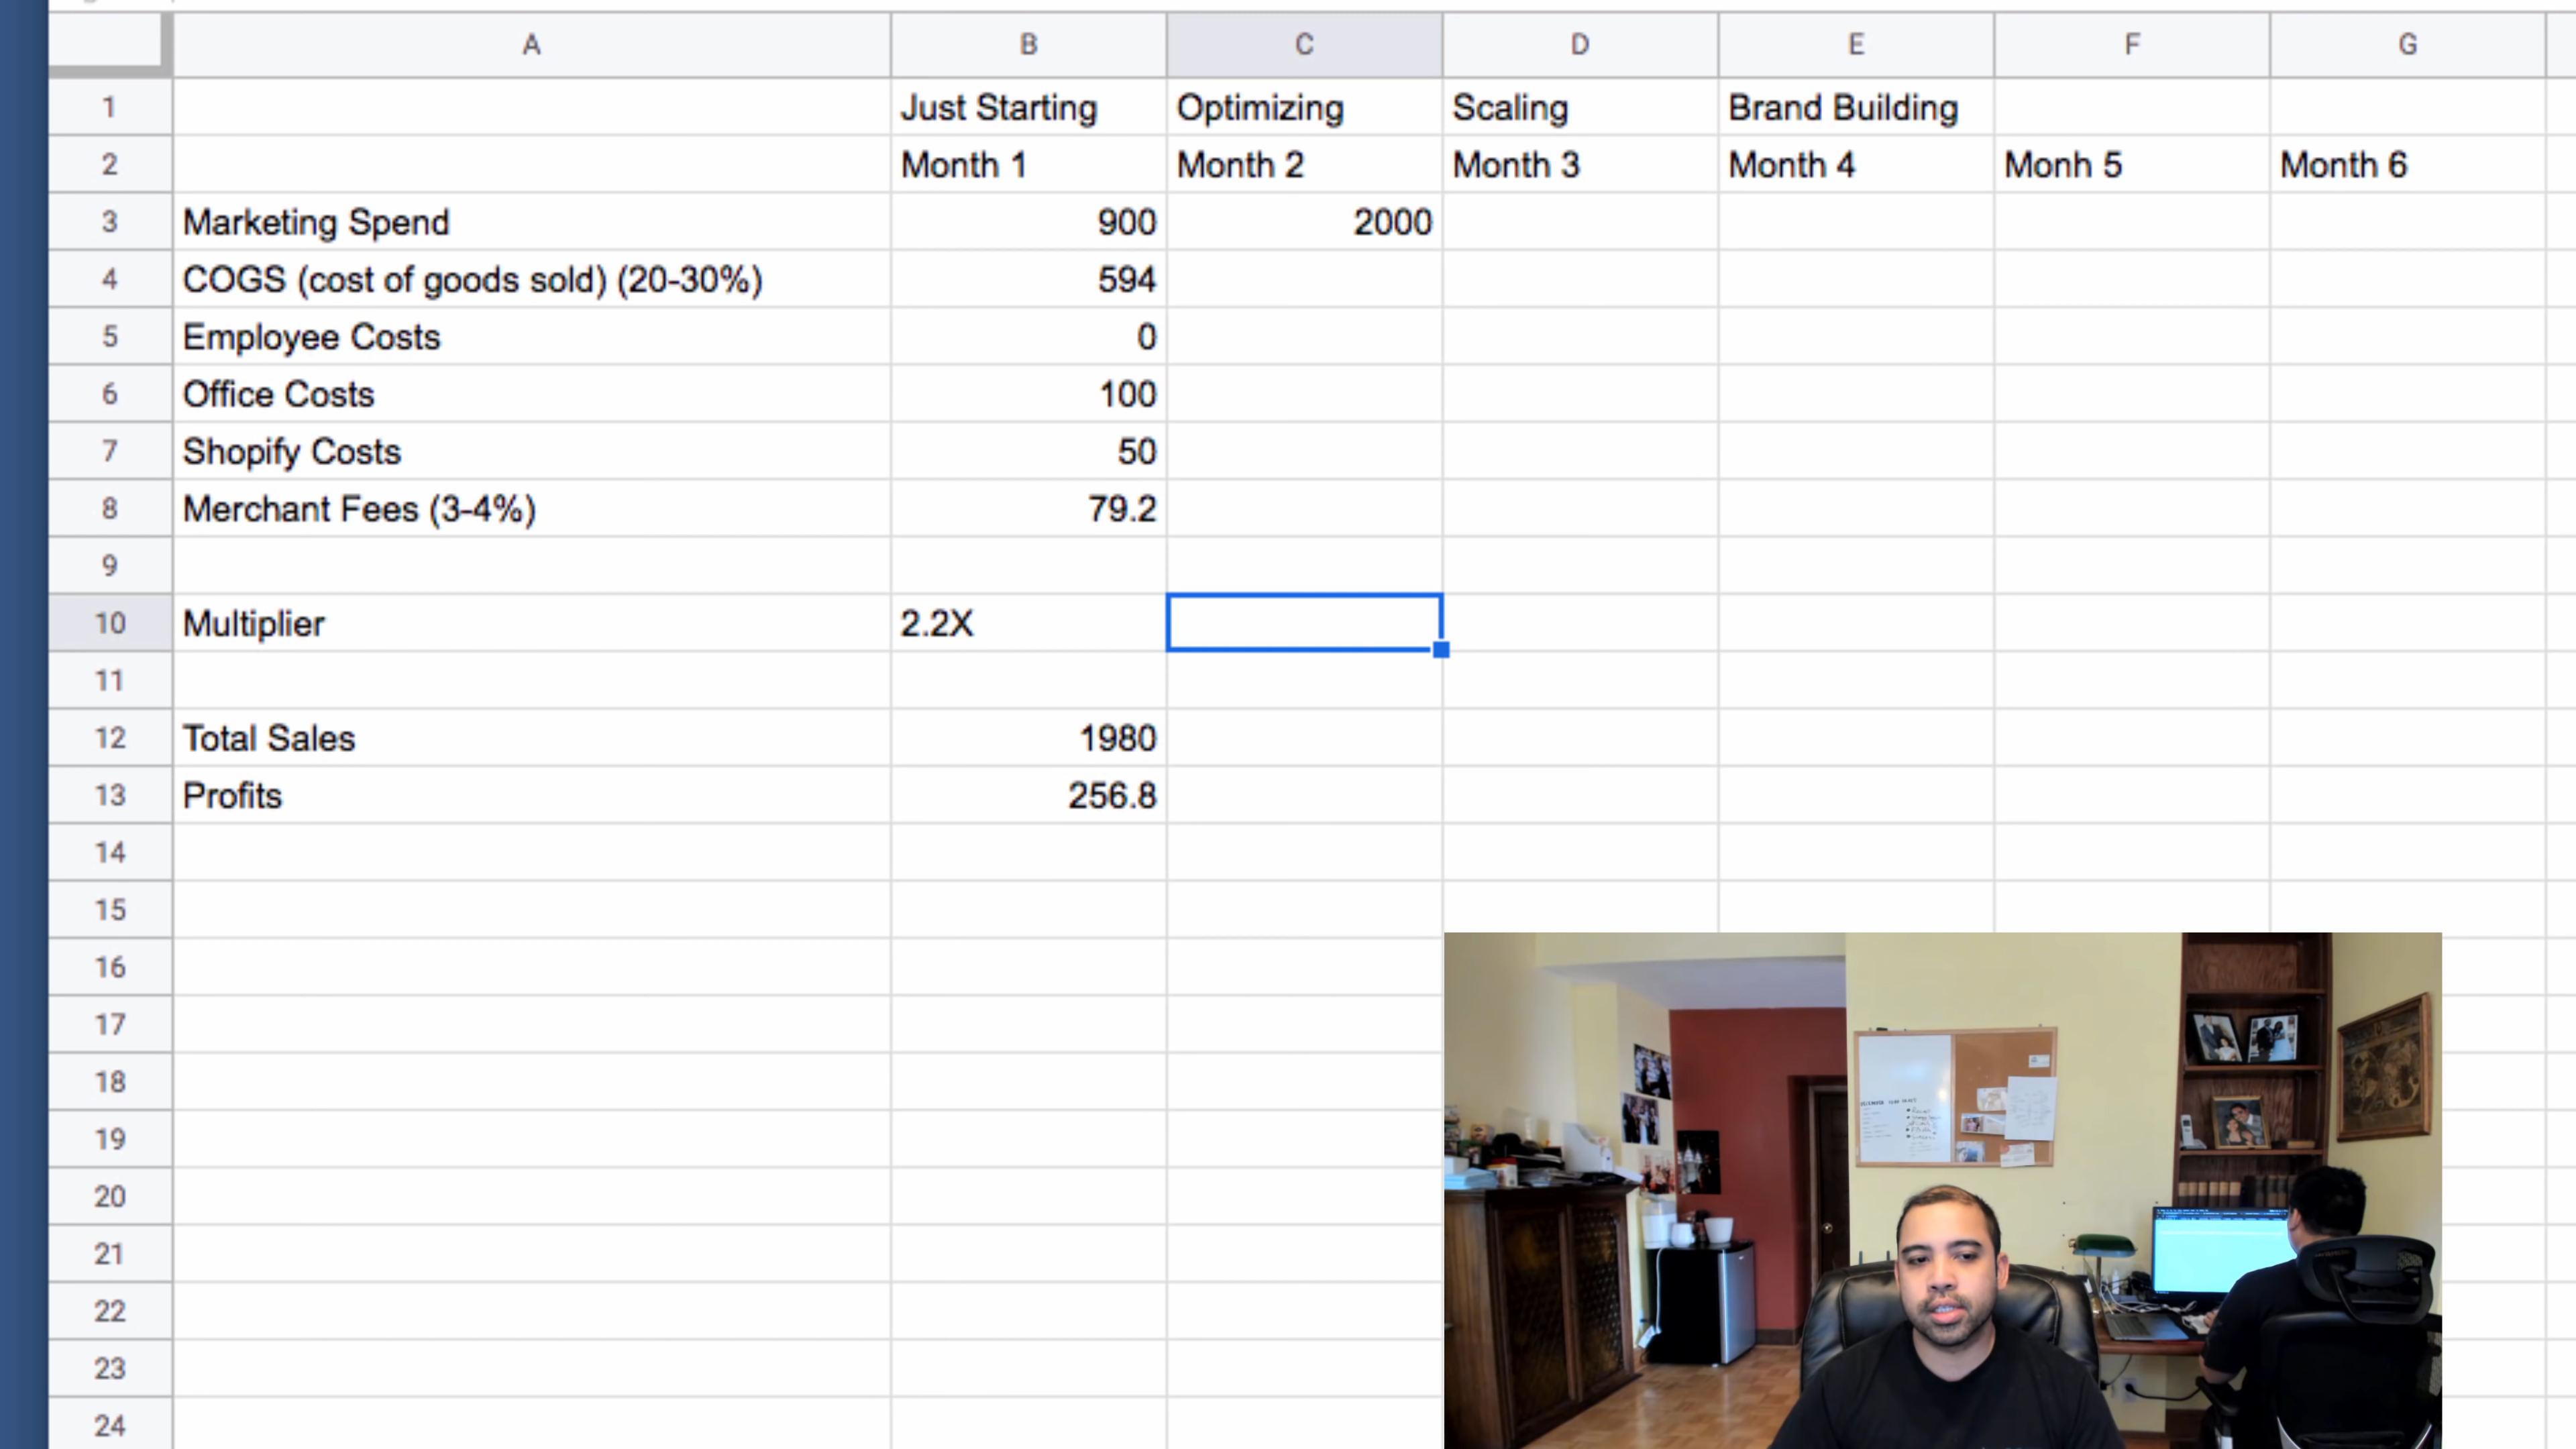 A B C D E F G
1 Just Starting Optimizing Scaling Brand Building
2 Month 1 Month 2 Month 3 Month 4 Monh 5 Month 6
3 Marketing Spend 900 2000
4 COGS (cost of goods sold) (20-30%) 594
5 Employee Costs 0
6 Office Costs 100
7 Shopify Costs 50
8 Merchant Fees (3-4%) 79.2
9
10 Multiplier 2.2X
11
12 Total Sales 1980
13 Profits 256.8
14
15
16
17
18
19
20
21
22
23
24